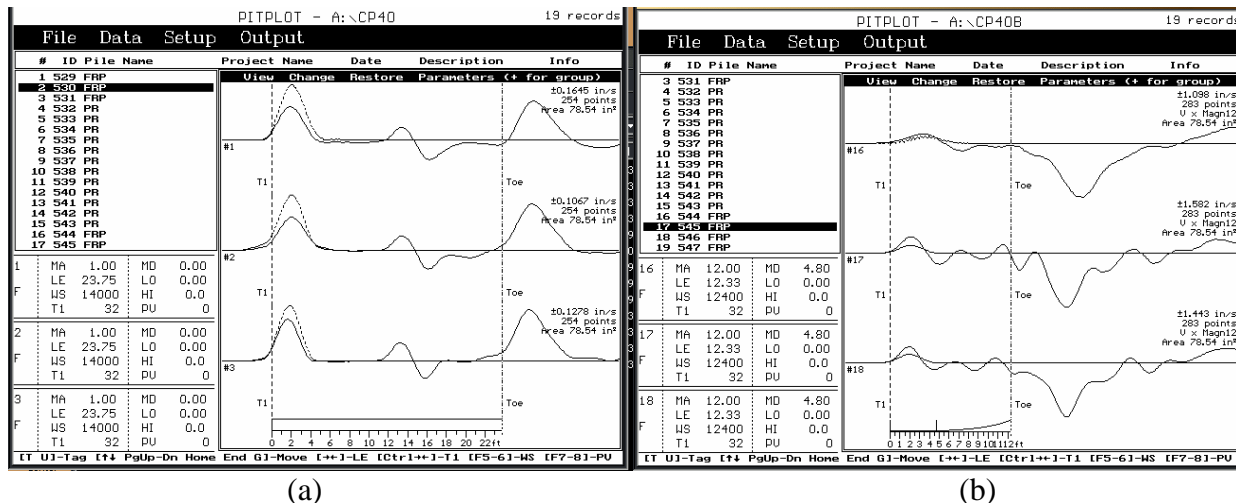 PITPLOT - A:\CP40 19 records
File Data Setup Output
# ID Pile Name Project Name Date Description Info
View Change Restore Parameters (+ for group)
1 529 FRP
2 530 FRP
3 531 FRP
4 532 PR
5 533 PR
6 534 PR
7 535 PR
8 536 PR
9 537 PR
10 538 PR
11 539 PR
12 540 PR
13 541 PR
14 542 PR
15 543 PR
16 544 FRP
17 545 FRP
±0.1645 in/s
254 points
Area 78.54 in²
#1
T1 Toe
±0.1067 in/s
254 points
Area 78.54 in²
#2
T1 Toe
±0.1278 in/s
254 points
Area 78.54 in²
#3
T1 Toe
0 2 4 6 8 10 12 14 16 18 20 22ft
1 MA 1.00 MD 0.00
LE 23.75 LO 0.00
F WS 14000 HI 0.0
T1 32 PV 0
2 MA 1.00 MD 0.00
LE 23.75 LO 0.00
F WS 14000 HI 0.0
T1 32 PV 0
3 MA 1.00 MD 0.00
LE 23.75 LO 0.00
F WS 14000 HI 0.0
T1 32 PV 0
[T U]-Tag [↑↓ PgUp-Dn Home End G]-Move [→←]-LE [Ctrl→←]-T1 [F5-6]-WS [F7-8]-PV
(a)
PITPLOT - A:\CP40B 19 records
File Data Setup Output
# ID Pile Name Project Name Date Description Info
View Change Restore Parameters (+ for group)
3 531 FRP
4 532 PR
5 533 PR
6 534 PR
7 535 PR
8 536 PR
9 537 PR
10 538 PR
11 539 PR
12 540 PR
13 541 PR
14 542 PR
15 543 PR
16 544 FRP
17 545 FRP
18 546 FRP
19 547 FRP
±1.098 in/s
283 points
V x Magn12
Area 78.54 in²
#16
T1 Toe
±1.582 in/s
283 points
V x Magn12
Area 78.54 in²
#17
T1 Toe
±1.443 in/s
283 points
V x Magn12
Area 78.54 in²
#18
T1 Toe
0 1 2 3 4 5 6 7 8 9 101112ft
16 MA 12.00 MD 4.80
LE 12.33 LO 0.00
F WS 12400 HI 0.0
T1 32 PV 0
17 MA 12.00 MD 4.80
LE 12.33 LO 0.00
F WS 12400 HI 0.0
T1 32 PV 0
18 MA 12.00 MD 4.80
LE 12.33 LO 0.00
F WS 12400 HI 0.0
T1 32 PV 0
[T U]-Tag [↑↓ PgUp-Dn Home End G]-Move [→←]-LE [Ctrl→←]-T1 [F5-6]-WS [F7-8]-PV
(b)